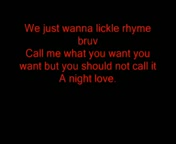 We just wanna lickle rhyme
bruv
Call me what you want you
want but you should not call it
A night love.